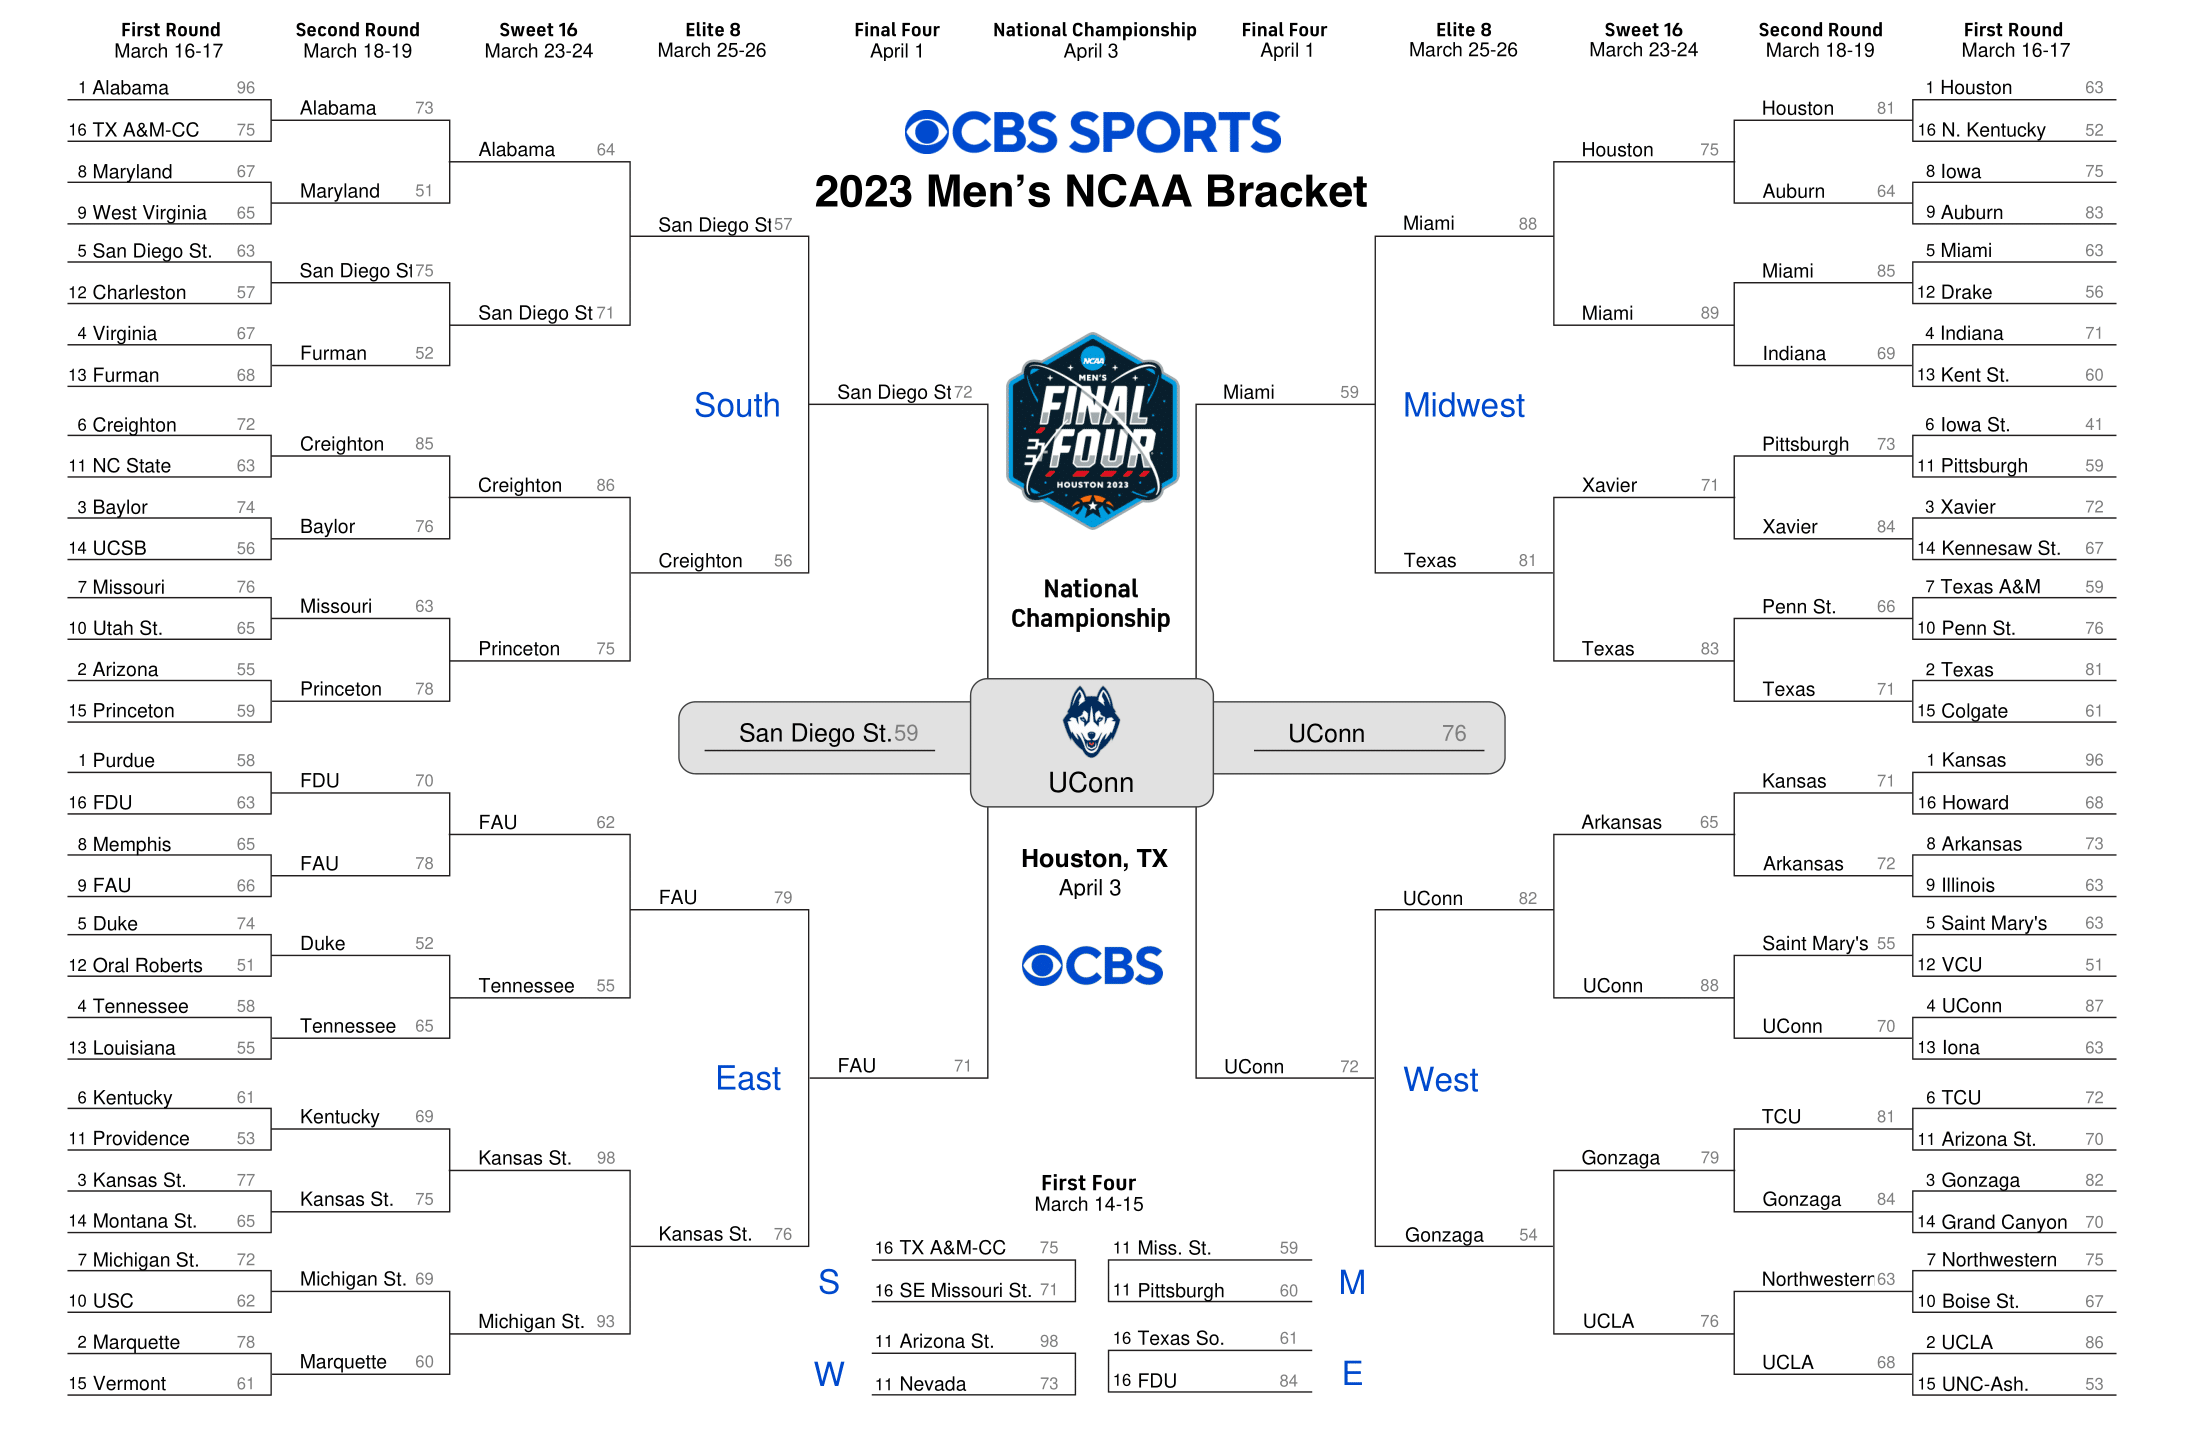 First Round Second Round Sweet 16 Elite 8 Final Four National Championship Final Four Elite 8 Sweet 16 Second Round First Round
March 16-17 March 18-19 March 23-24 March 25-26 April 1 April 3 April 1 March 25-26 March 23-24 March 18-19 March 16-17
CBS SPORTS
2023 Men's NCAA Bracket
1 Alabama 96
16 TX A&M-CC 75
8 Maryland 67
9 West Virginia 65
5 San Diego St. 63
12 Charleston 57
4 Virginia 67
13 Furman 68
6 Creighton 72
11 NC State 63
3 Baylor 74
14 UCSB 56
7 Missouri 76
10 Utah St. 65
2 Arizona 55
15 Princeton 59
Alabama 73
Maryland 51
San Diego St 75
Furman 52
Creighton 85
Baylor 76
Missouri 63
Princeton 78
Alabama 64
San Diego St 71
Creighton 86
Princeton 75
San Diego St 57
Creighton 56
South
San Diego St 72
1 Purdue 58
16 FDU 63
8 Memphis 65
9 FAU 66
5 Duke 74
12 Oral Roberts 51
4 Tennessee 58
13 Louisiana 55
6 Kentucky 61
11 Providence 53
3 Kansas St. 77
14 Montana St. 65
7 Michigan St. 72
10 USC 62
2 Marquette 78
15 Vermont 61
FDU 70
FAU 78
Duke 52
Tennessee 65
Kentucky 69
Kansas St. 75
Michigan St. 69
Marquette 60
FAU 62
Tennessee 55
Kansas St. 98
Michigan St. 93
FAU 79
Kansas St. 76
East
FAU 71
NCAA
MEN'S
FINAL
FOUR
HOUSTON 2023
National
Championship
San Diego St. 59
UConn
UConn 76
Houston, TX
April 3
CBS
Miami 59
Midwest
Miami 88
Texas 81
Houston 75
Miami 89
Xavier 71
Texas 83
Houston 81
Auburn 64
Miami 85
Indiana 69
Pittsburgh 73
Xavier 84
Penn St. 66
Texas 71
1 Houston 63
16 N. Kentucky 52
8 Iowa 75
9 Auburn 83
5 Miami 63
12 Drake 56
4 Indiana 71
13 Kent St. 60
6 Iowa St. 41
11 Pittsburgh 59
3 Xavier 72
14 Kennesaw St. 67
7 Texas A&M 59
10 Penn St. 76
2 Texas 81
15 Colgate 61
UConn 72
West
UConn 82
Gonzaga 54
Arkansas 65
UConn 88
Gonzaga 79
UCLA 76
Kansas 71
Arkansas 72
Saint Mary's 55
UConn 70
TCU 81
Gonzaga 84
Northwestern 63
UCLA 68
1 Kansas 96
16 Howard 68
8 Arkansas 73
9 Illinois 63
5 Saint Mary's 63
12 VCU 51
4 UConn 87
13 Iona 63
6 TCU 72
11 Arizona St. 70
3 Gonzaga 82
14 Grand Canyon 70
7 Northwestern 75
10 Boise St. 67
2 UCLA 86
15 UNC-Ash. 53
First Four
March 14-15
S
16 TX A&M-CC 75
16 SE Missouri St. 71
11 Miss. St. 59
11 Pittsburgh 60
M
W
11 Arizona St. 98
11 Nevada 73
16 Texas So. 61
16 FDU 84
E